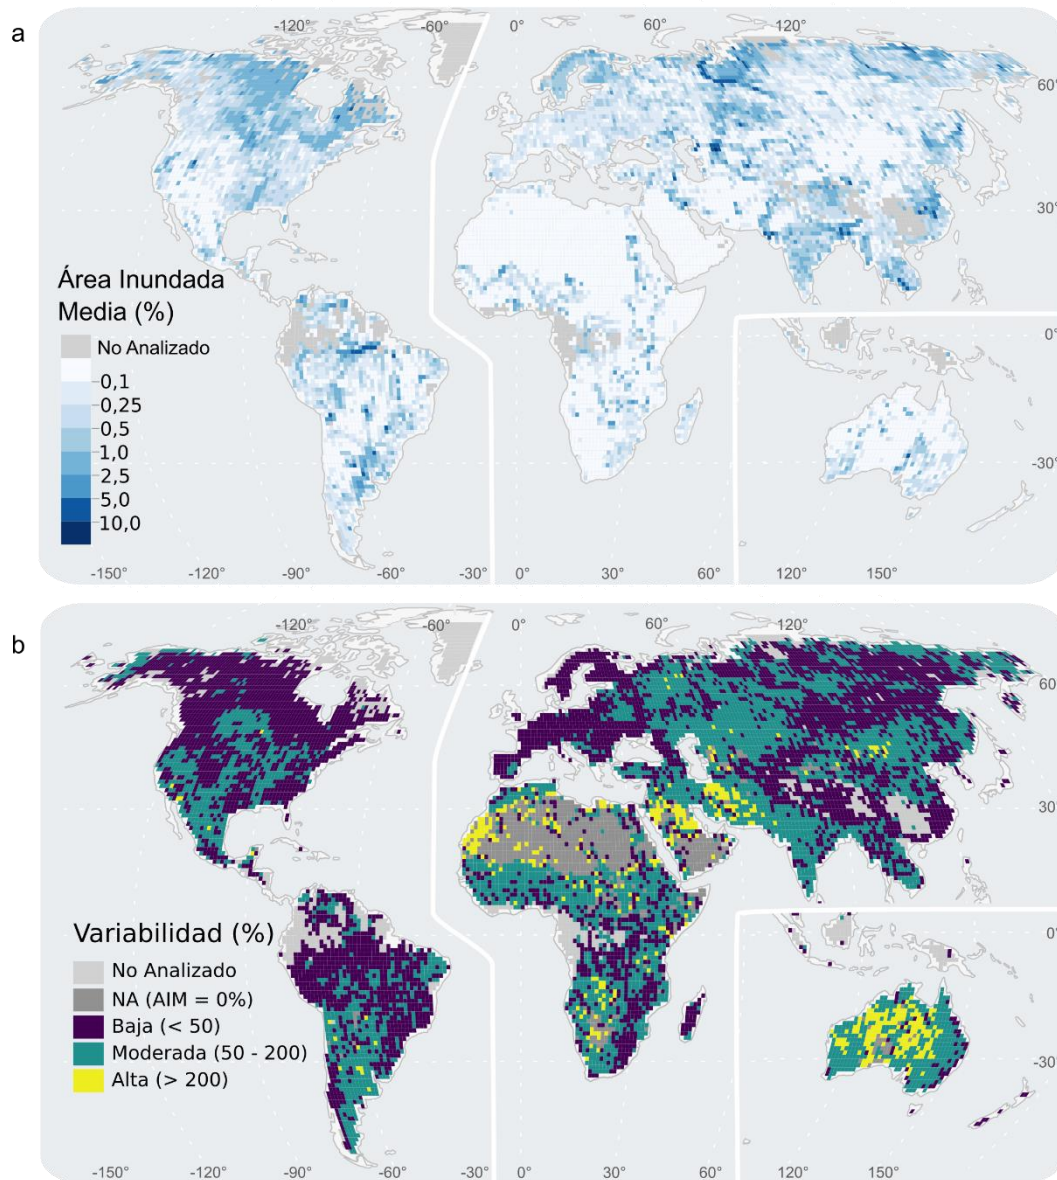 a
-120° -60° 0° 60° 120°
60°
30°
0°
-30°
Área Inundada
Media (%)
No Analizado
0,1
0,25
0,5
1,0
2,5
5,0
10,0
-150° -120° -90° -60° -30° 0° 30° 60° 120° 150°
b
-120° -60° 0° 60° 120°
60
30°
0°
-30°
Variabilidad (%)
No Analizado
NA (AIM = 0%)
Baja (< 50)
Moderada (50 - 200)
Alta (> 200)
-150° -120° -90° -60° -30° 0° 30° 60° 120° 150°